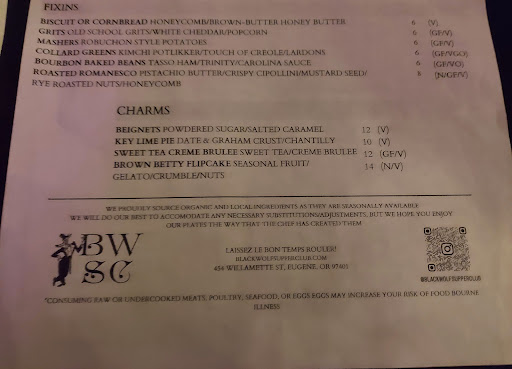 FIXINS
BISCUIT OR CORNBREAD HONEYCOMB/BROWN-BUTTER HONEY BUTTER 6 (V)
GRITS OLD SCHOOL GRITS/WHITE CHEDDAR/POPCORN 6 (GF/V)
MASHERS ROBUCHON STYLE POTATOES 6 (GF/V)
COLLARD GREENS KIMCHI POTLIKKER/TOUCH OF CREOLE/LARDONS 6 (GF/VGO)
BOURBON BAKED BEANS TASSO HAM/TRINITY/CAROLINA SAUCE 6 (GF/VO)
ROASTED ROMANESCO PISTACHIO BUTTER/CRISPY CIPOLLINI/MUSTARD SEED/ 8 (N/GF/V)
RYE ROASTED NUTS/HONEYCOMB
CHARMS
BEIGNETS POWDERED SUGAR/SALTED CARAMEL 12 (V)
KEY LIME PIE DATE & GRAHAM CRUST/CHANTILLY 10 (V)
SWEET TEA CREME BRULEE SWEET TEA/CREME BRULEE 12 (GF/V)
BROWN BETTY FLIPCAKE SEASONAL FRUIT/ 14 (N/V)
GELATO/CRUMBLE/NUTS
WE PROUDLY SOURCE ORGANIC AND LOCAL INGREDIENTS AS THEY ARE SEASONALLY AVAILABLE
WE WILL DO OUR BEST TO ACCOMODATE ANY NECESSARY SUBSTITUTIONS/ADJUSTMENTS, BUT WE HOPE YOU ENJOY
OUR PLATES THE WAY THAT THE CHEF HAS CREATED THEM
BW
SC
LAISSEZ LE BON TEMPS ROULER!
BLACKWOLFSUPPERCLUB.COM
454 WILLAMETTE ST, EUGENE, OR 97401
@BLACKWOLFSUPPERCLUB
*CONSUMING RAW OR UNDERCOOKED MEATS, POULTRY, SEAFOOD, OR EGGS EGGS MAY INCREASE YOUR RISK OF FOOD BOURNE
ILLNESS